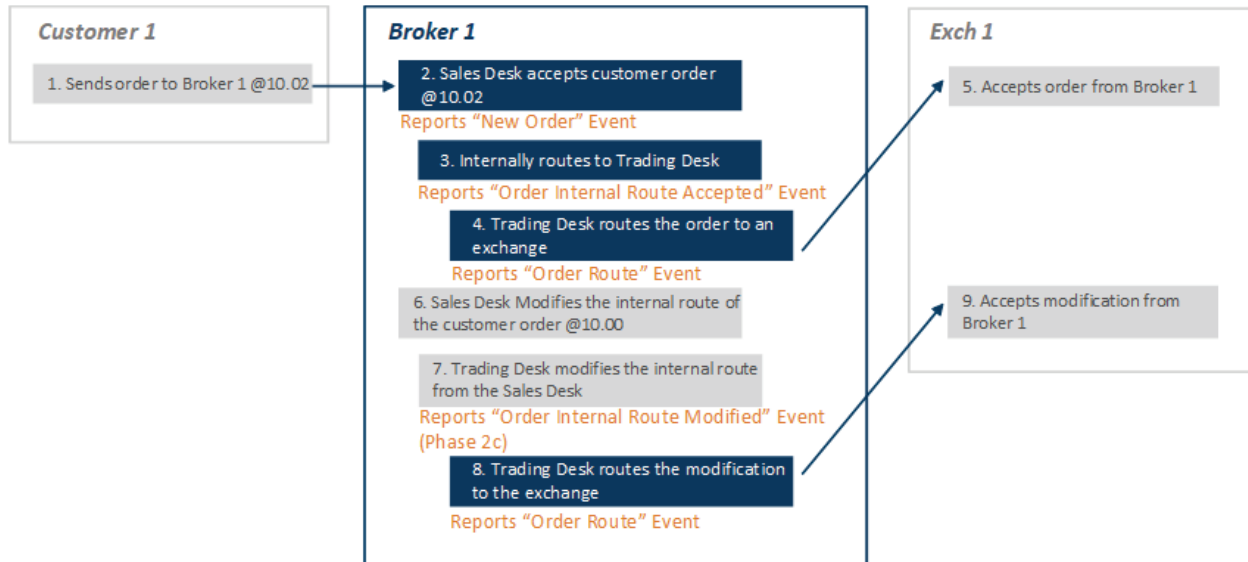 Customer 1
1. Sends order to Broker 1 @10.02
Broker 1
2. Sales Desk accepts customer order
@10.02
Reports “New Order” Event
3. Internally routes to Trading Desk
Reports “Order Internal Route Accepted” Event
4. Trading Desk routes the order to an
exchange
Reports “Order Route” Event
6. Sales Desk Modifies the internal route of
the customer order @10.00
7. Trading Desk modifies the internal route
from the Sales Desk
Reports “Order Internal Route Modified” Event
(Phase 2c)
8. Trading Desk routes the modification
to the exchange
Reports “Order Route” Event
Exch 1
5. Accepts order from Broker 1
9. Accepts modification from
Broker 1